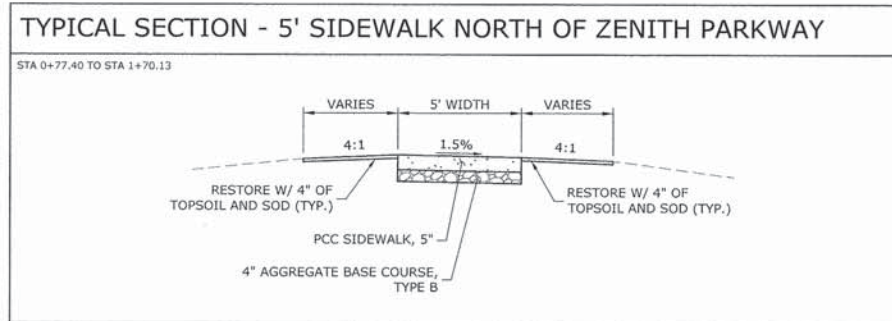 TYPICAL SECTION - 5' SIDEWALK NORTH OF ZENITH PARKWAY
STA 0+77.40 TO STA 1+70.13
VARIES 5' WIDTH VARIES
4:1 1.5% 4:1
RESTORE W/ 4" OF
TOPSOIL AND SOD (TYP.)
RESTORE W/ 4" OF
TOPSOIL AND SOD (TYP.)
PCC SIDEWALK, 5"
4" AGGREGATE BASE COURSE,
TYPE B